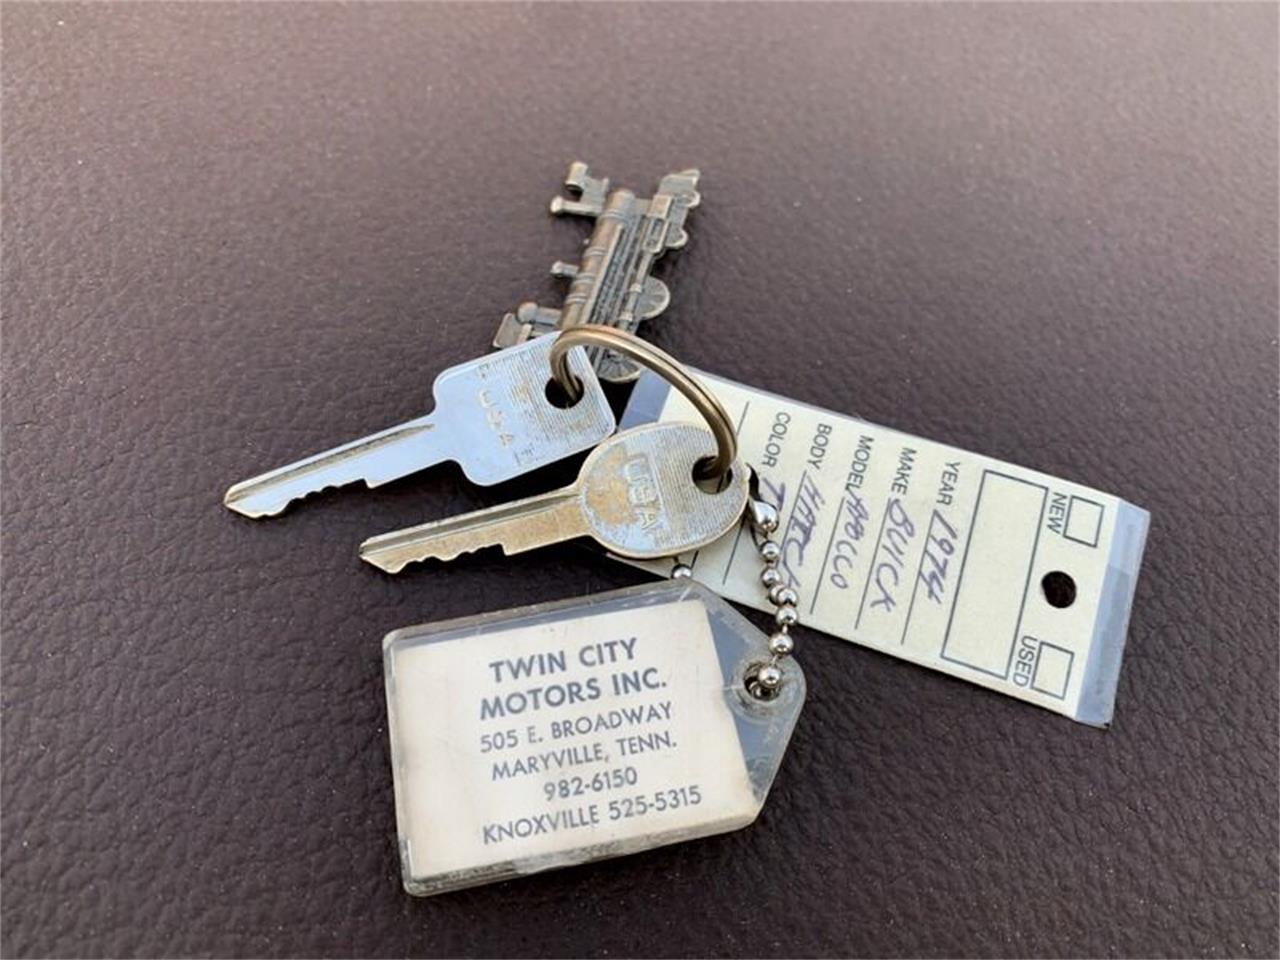 USA
USA
TWIN CITY
MOTORS INC.
505 E. BROADWAY
MARYVILLE, TENN.
982-6150
KNOXVILLE 525-5315
NEW
USED
YEAR 1974
MAKE BUICK
MODEL
BODY HATCH
COLOR